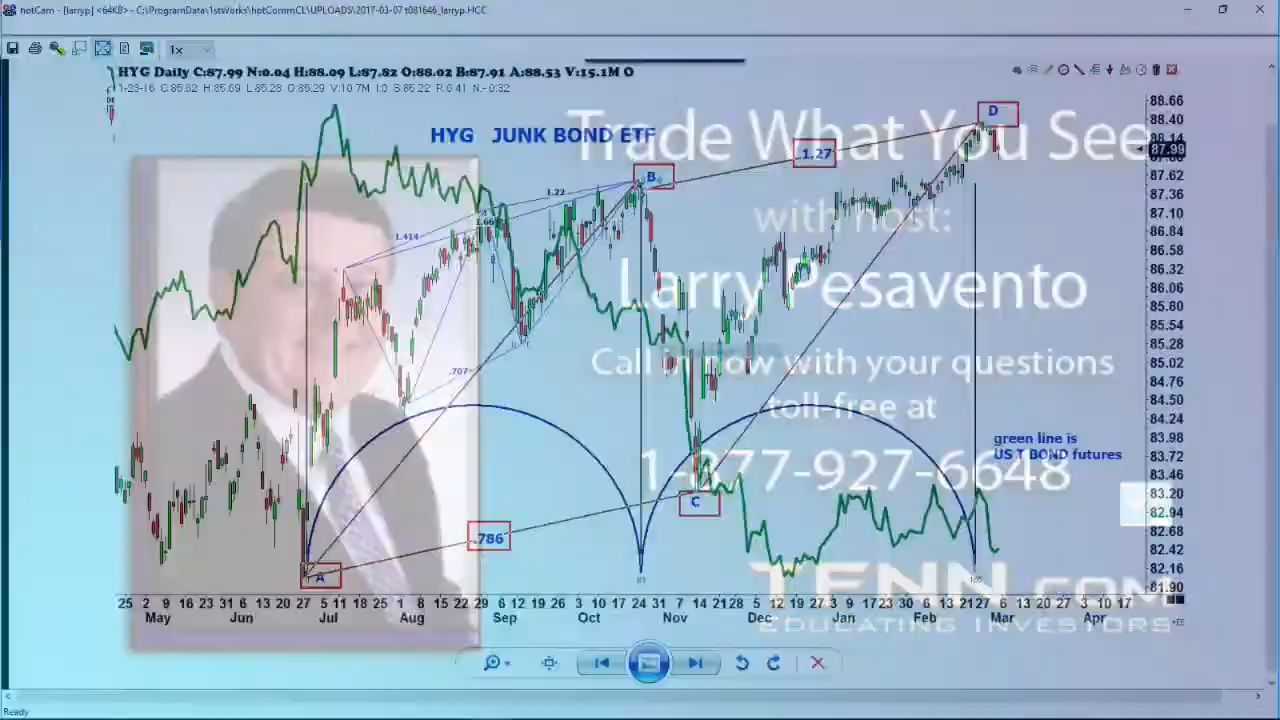 hotCam - [larryp] <64KB> - C:\ProgramData\1stWorks\hotCommCL\UPLOADS\2017-03-07 t081646_larryp.HCC
1x
HYG Daily C:87.99 N:0.04 H:88.09 L:87.82 O:88.02 B:87.91 A:88.53 V:15.1M O
HYG JUNK BOND ETF
Trade What You See
with host:
Larry Pesavento
Call in now with your questions
toll-free at
1-877-927-6648
TFNN.COM
EDUCATING INVESTORS
D
1.27
B
1.22
1.66
1.414
.707
C
.786
A
green line is
US T BOND futures
88.66
88.40
88.14
87.99
87.62
87.36
87.10
86.84
86.58
86.32
86.06
85.80
85.54
85.28
85.02
84.76
84.50
84.24
83.98
83.72
83.46
83.20
82.94
82.68
82.42
82.16
81.90
25 2 9 16 23 31 6 13 20 27 5 11 18 25 1 8 15 22 29 6 12 19 26 3 10 17 24 31 7 14 21 28 5 12 19 27 3 9 17 23 30 6 13 21 27 6 13 20 27 3 10 17
May Jun Jul Aug Sep Oct Nov Dec Jan Feb Mar Apr
Ready